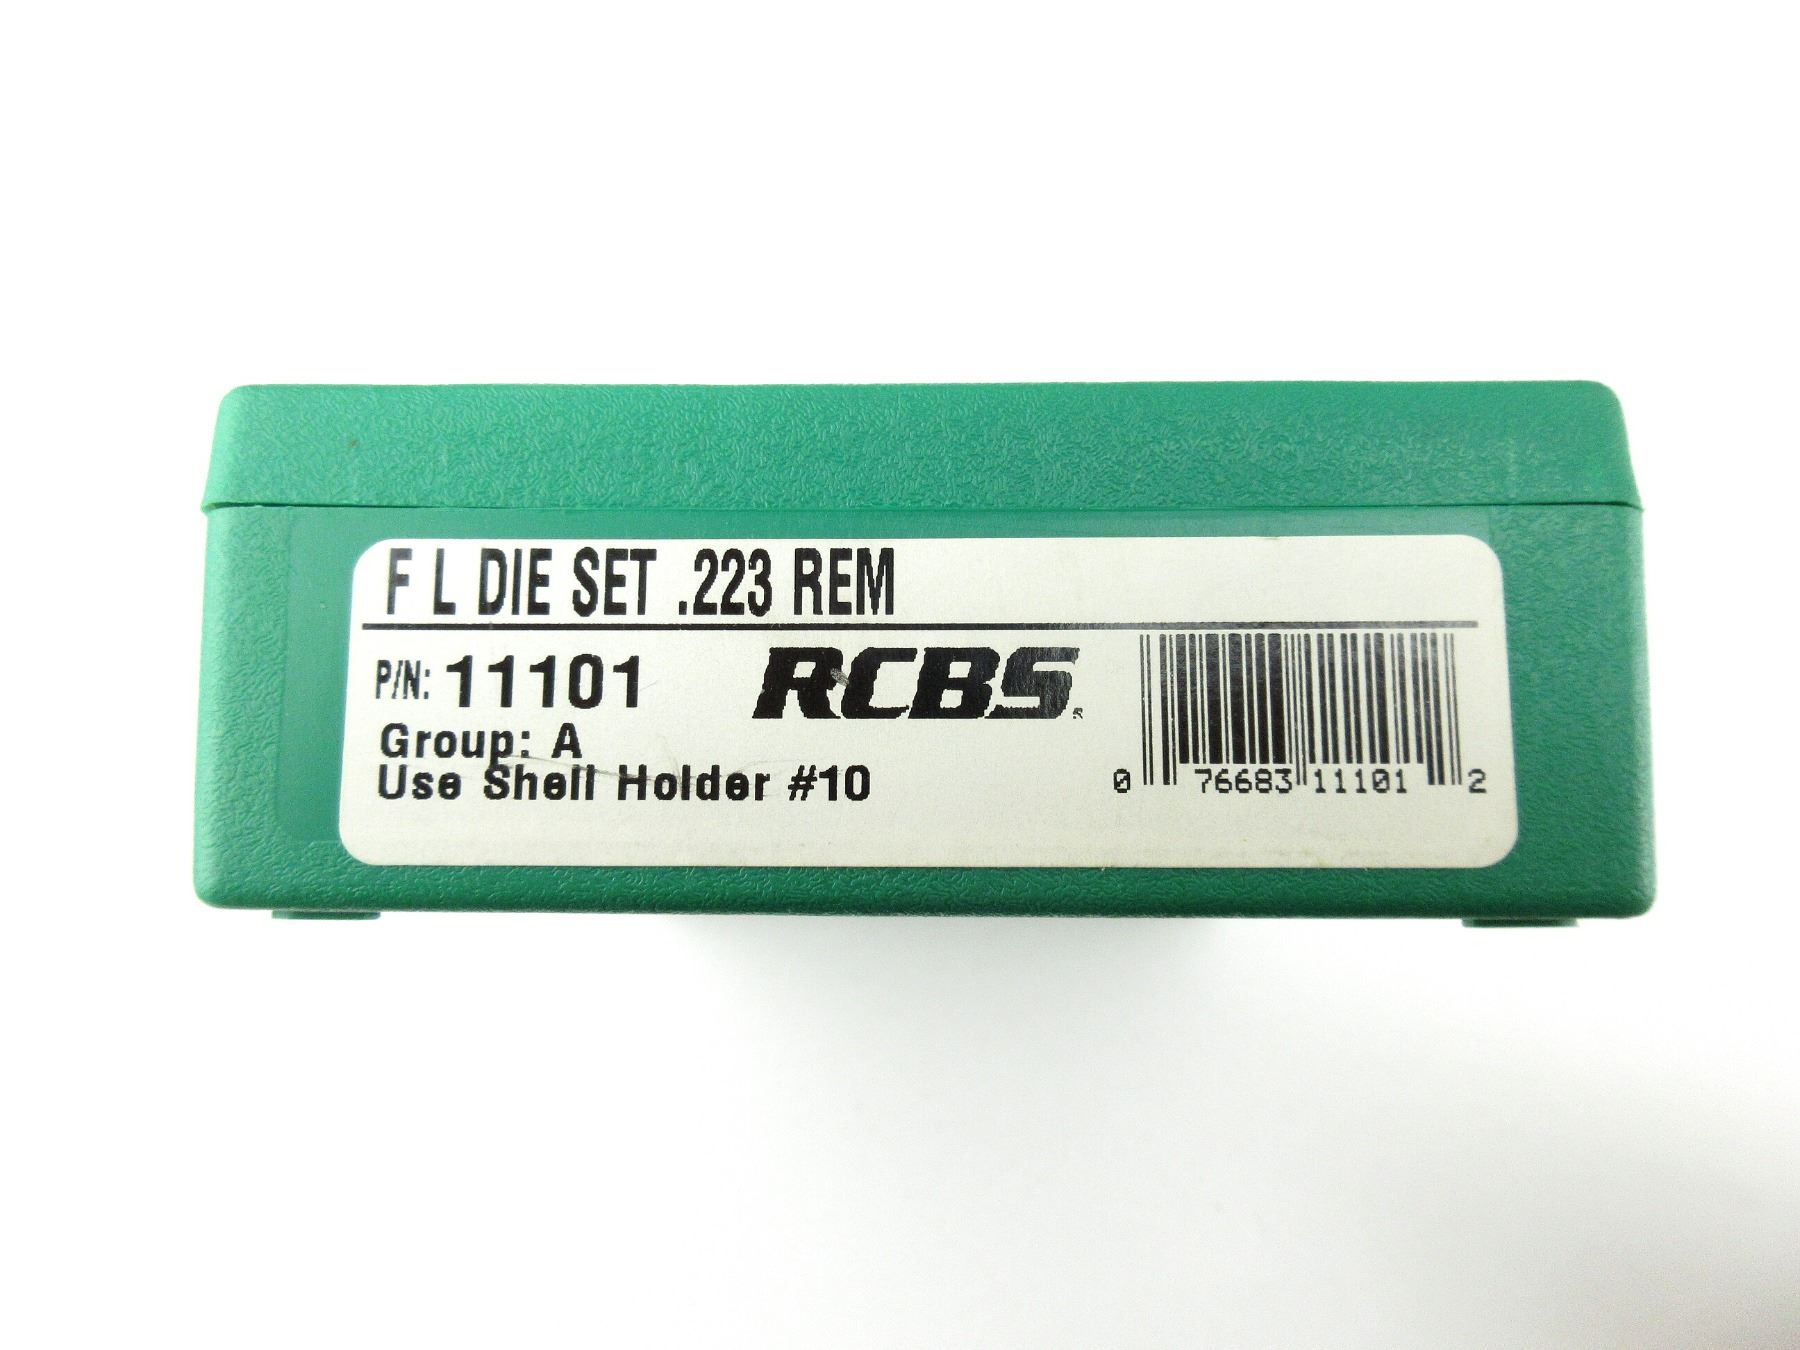 F L DIE SET .223 REM
P/N: 11101
RCBS
Group: A
Use Shell Holder #10
0 76683 11101 2